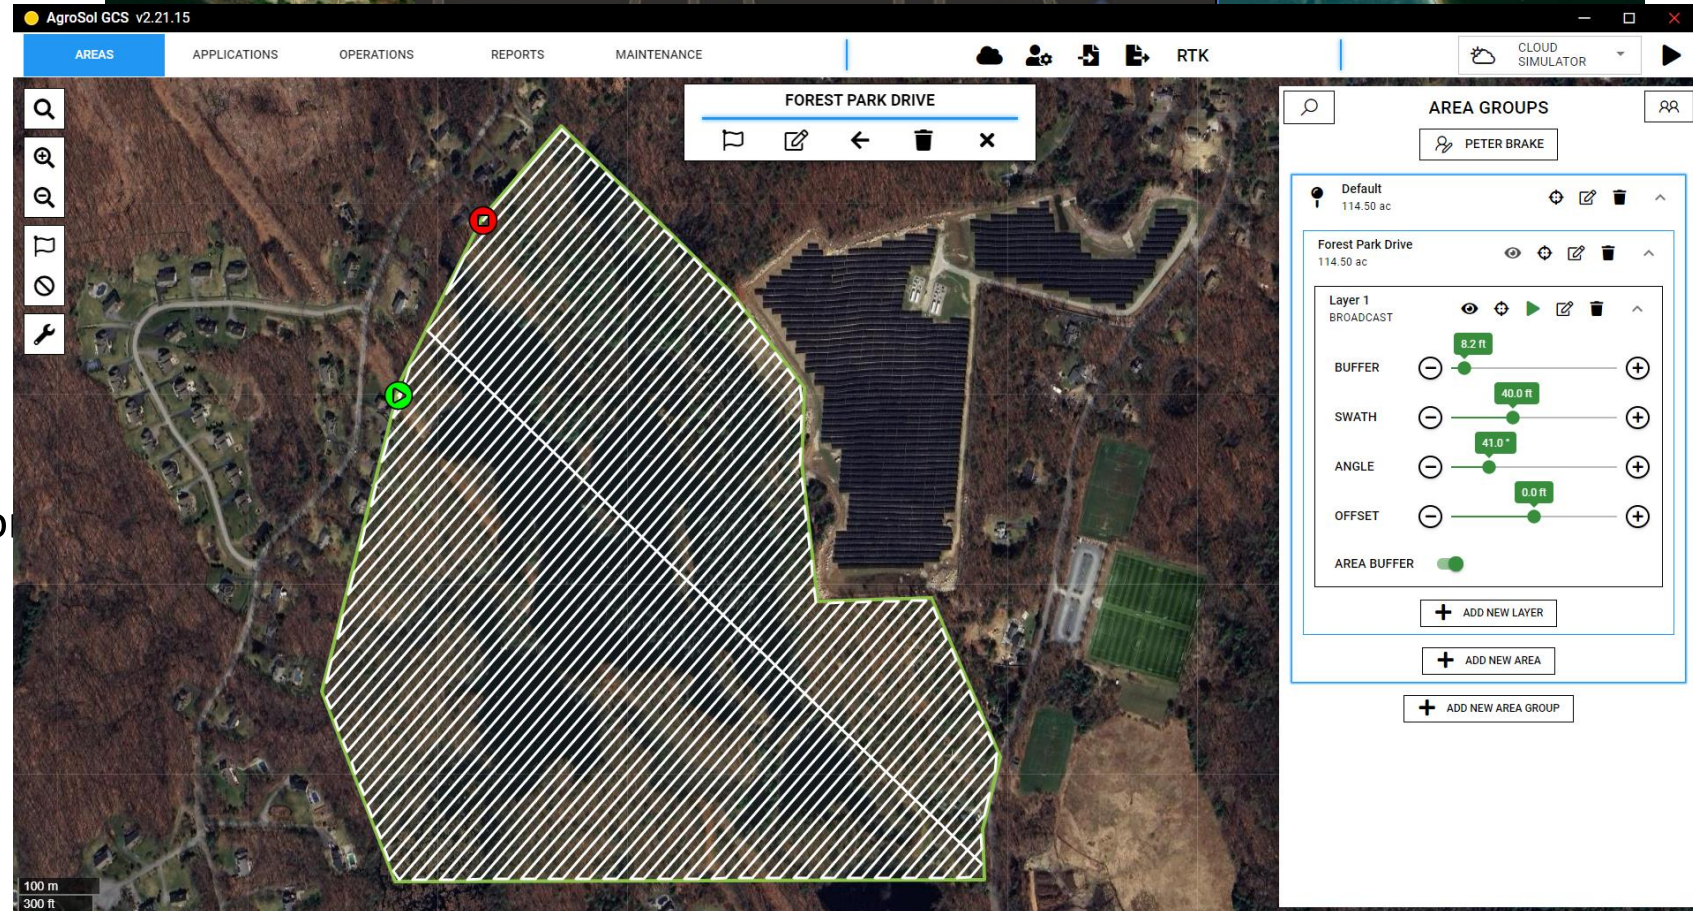 AgroSol GCS v2.21.15
AREAS
APPLICATIONS
OPERATIONS
REPORTS
MAINTENANCE
RTK
CLOUD
SIMULATOR
FOREST PARK DRIVE
AREA GROUPS
PETER BRAKE
Default
114.50 ac
Forest Park Drive
114.50 ac
Layer 1
BROADCAST
8.2 ft
BUFFER
40.0 ft
SWATH
41.0 °
ANGLE
0.0 ft
OFFSET
AREA BUFFER
ADD NEW LAYER
ADD NEW AREA
ADD NEW AREA GROUP
100 m
300 ft